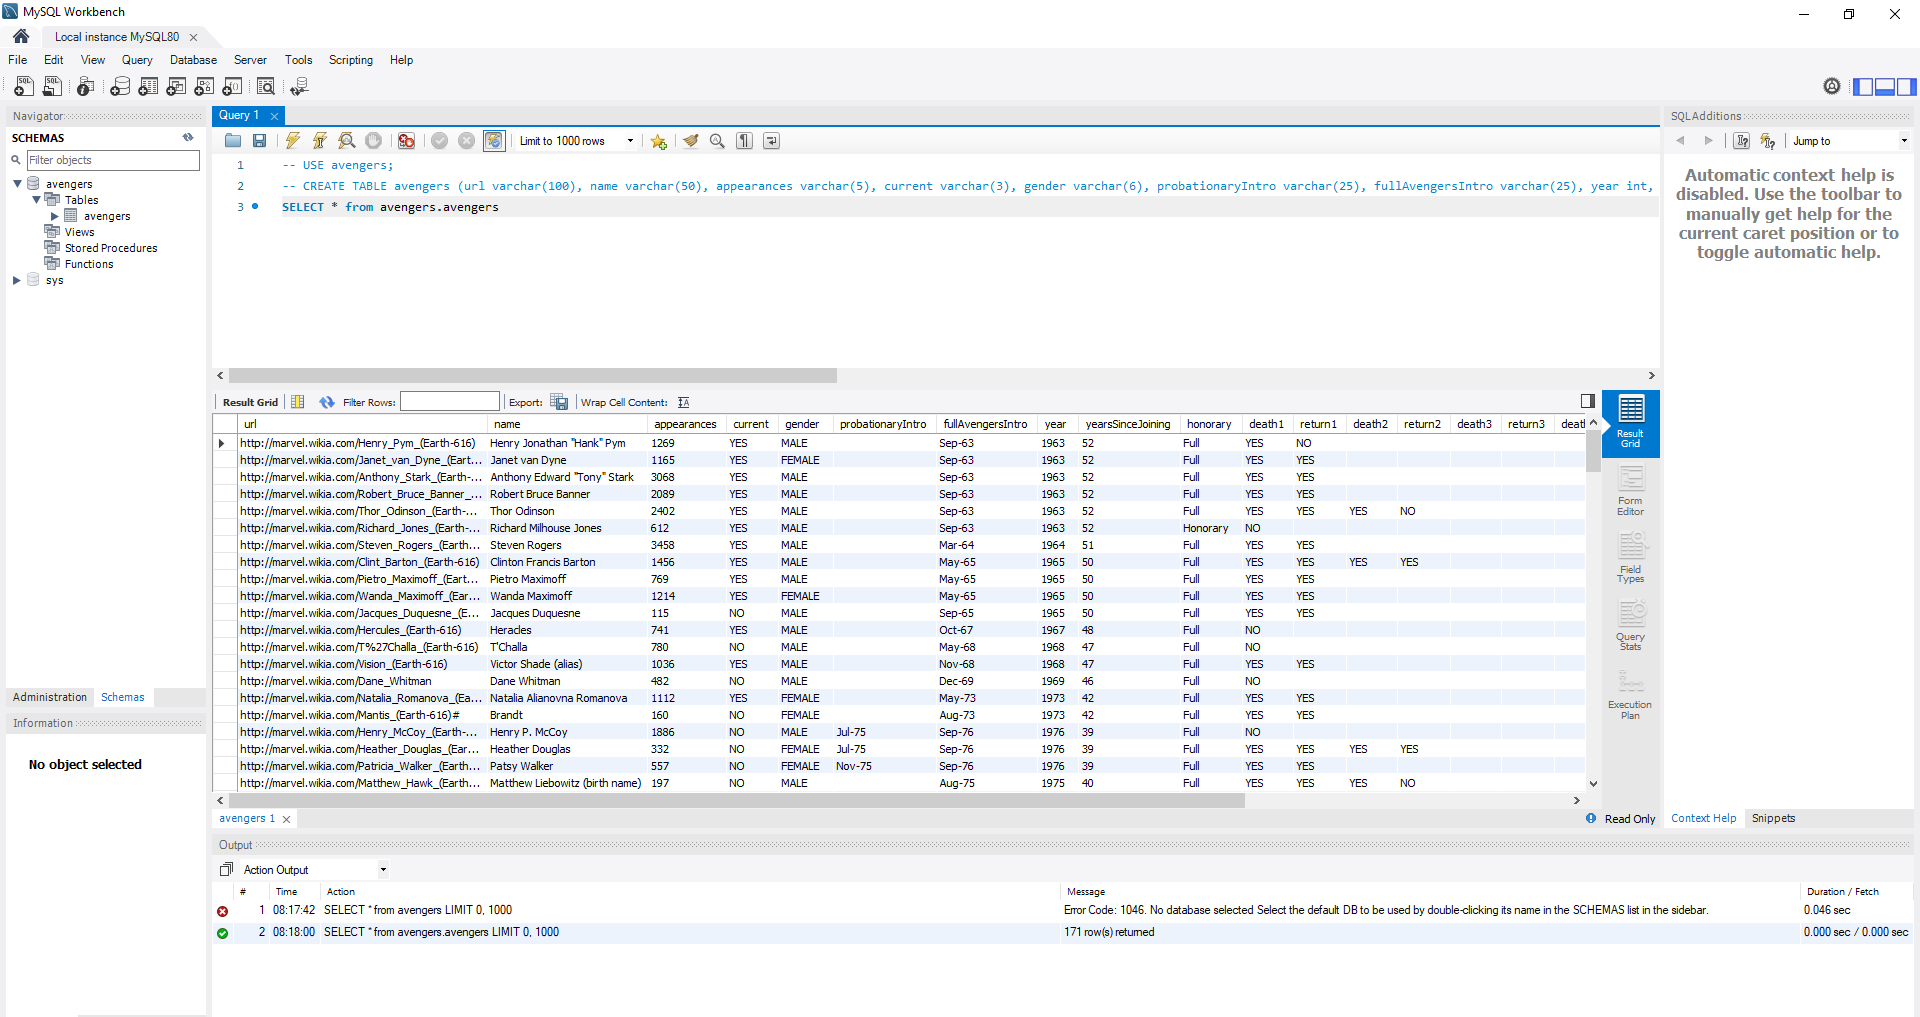 MySQL Workbench
Local instance MySQL80
File Edit View Query Database Server Tools Scripting Help
Navigator
SCHEMAS
Filter objects
avengers
Tables
avengers
Views
Stored Procedures
Functions
sys
Administration Schemas
Information
No object selected
Query 1
Limit to 1000 rows
1 -- USE avengers;
2 -- CREATE TABLE avengers (url varchar(100), name varchar(50), appearances varchar(5), current varchar(3), gender varchar(6), probationaryIntro varchar(25), fullAvengersIntro varchar(25), year int,
3 SELECT * from avengers.avengers
Result Grid Filter Rows: Export: Wrap Cell Content:
url name appearances current gender probationaryIntro fullAvengersIntro year yearsSinceJoining honorary death1 return1 death2 return2 death3 return3 deat
http://marvel.wikia.com/Henry_Pym_(Earth-616) Henry Jonathan "Hank" Pym 1269 YES MALE Sep-63 1963 52 Full YES NO
http://marvel.wikia.com/Janet_van_Dyne_(Eart... Janet van Dyne 1165 YES FEMALE Sep-63 1963 52 Full YES YES
http://marvel.wikia.com/Anthony_Stark_(Earth-... Anthony Edward "Tony" Stark 3068 YES MALE Sep-63 1963 52 Full YES YES
http://marvel.wikia.com/Robert_Bruce_Banner_... Robert Bruce Banner 2089 YES MALE Sep-63 1963 52 Full YES YES
http://marvel.wikia.com/Thor_Odinson_(Earth-... Thor Odinson 2402 YES MALE Sep-63 1963 52 Full YES YES YES NO
http://marvel.wikia.com/Richard_Jones_(Earth-... Richard Milhouse Jones 612 YES MALE Sep-63 1963 52 Honorary NO
http://marvel.wikia.com/Steven_Rogers_(Earth... Steven Rogers 3458 YES MALE Mar-64 1964 51 Full YES YES
http://marvel.wikia.com/Clint_Barton_(Earth-616) Clinton Francis Barton 1456 YES MALE May-65 1965 50 Full YES YES YES YES
http://marvel.wikia.com/Pietro_Maximoff_(Eart... Pietro Maximoff 769 YES MALE May-65 1965 50 Full YES YES
http://marvel.wikia.com/Wanda_Maximoff_(Ear... Wanda Maximoff 1214 YES FEMALE May-65 1965 50 Full YES YES
http://marvel.wikia.com/Jacques_Duquesne_(E... Jacques Duquesne 115 NO MALE Sep-65 1965 50 Full YES YES
http://marvel.wikia.com/Hercules_(Earth-616) Heracles 741 YES MALE Oct-67 1967 48 Full NO
http://marvel.wikia.com/T%27Challa_(Earth-616) T'Challa 780 NO MALE May-68 1968 47 Full NO
http://marvel.wikia.com/Vision_(Earth-616) Victor Shade (alias) 1036 YES MALE Nov-68 1968 47 Full YES YES
http://marvel.wikia.com/Dane_Whitman Dane Whitman 482 NO MALE Dec-69 1969 46 Full NO
http://marvel.wikia.com/Natalia_Romanova_(Ea... Natalia Alianovna Romanova 1112 YES FEMALE May-73 1973 42 Full YES YES
http://marvel.wikia.com/Mantis_(Earth-616)# Brandt 160 NO FEMALE Aug-73 1973 42 Full YES YES
http://marvel.wikia.com/Henry_McCoy_(Earth-... Henry P. McCoy 1886 NO MALE Jul-75 Sep-76 1976 39 Full NO
http://marvel.wikia.com/Heather_Douglas_(Ear... Heather Douglas 332 NO FEMALE Jul-75 Sep-76 1976 39 Full YES YES YES YES
http://marvel.wikia.com/Patricia_Walker_(Earth... Patsy Walker 557 NO FEMALE Nov-75 Sep-76 1976 39 Full YES YES
http://marvel.wikia.com/Matthew_Hawk_(Earth... Matthew Liebowitz (birth name) 197 NO MALE Aug-75 1975 40 Full YES YES YES NO
Result
Grid
Form
Editor
Field
Types
Query
Stats
Execution
Plan
avengers 1
Read Only
SQLAdditions
Jump to
Automatic context help is
disabled. Use the toolbar to
manually get help for the
current caret position or to
toggle automatic help.
Context Help Snippets
Output
Action Output
# Time Action Message Duration / Fetch
1 08:17:42 SELECT * from avengers LIMIT 0, 1000 Error Code: 1046. No database selected Select the default DB to be used by double-clicking its name in the SCHEMAS list in the sidebar. 0.046 sec
2 08:18:00 SELECT * from avengers.avengers LIMIT 0, 1000 171 row(s) returned 0.000 sec / 0.000 sec